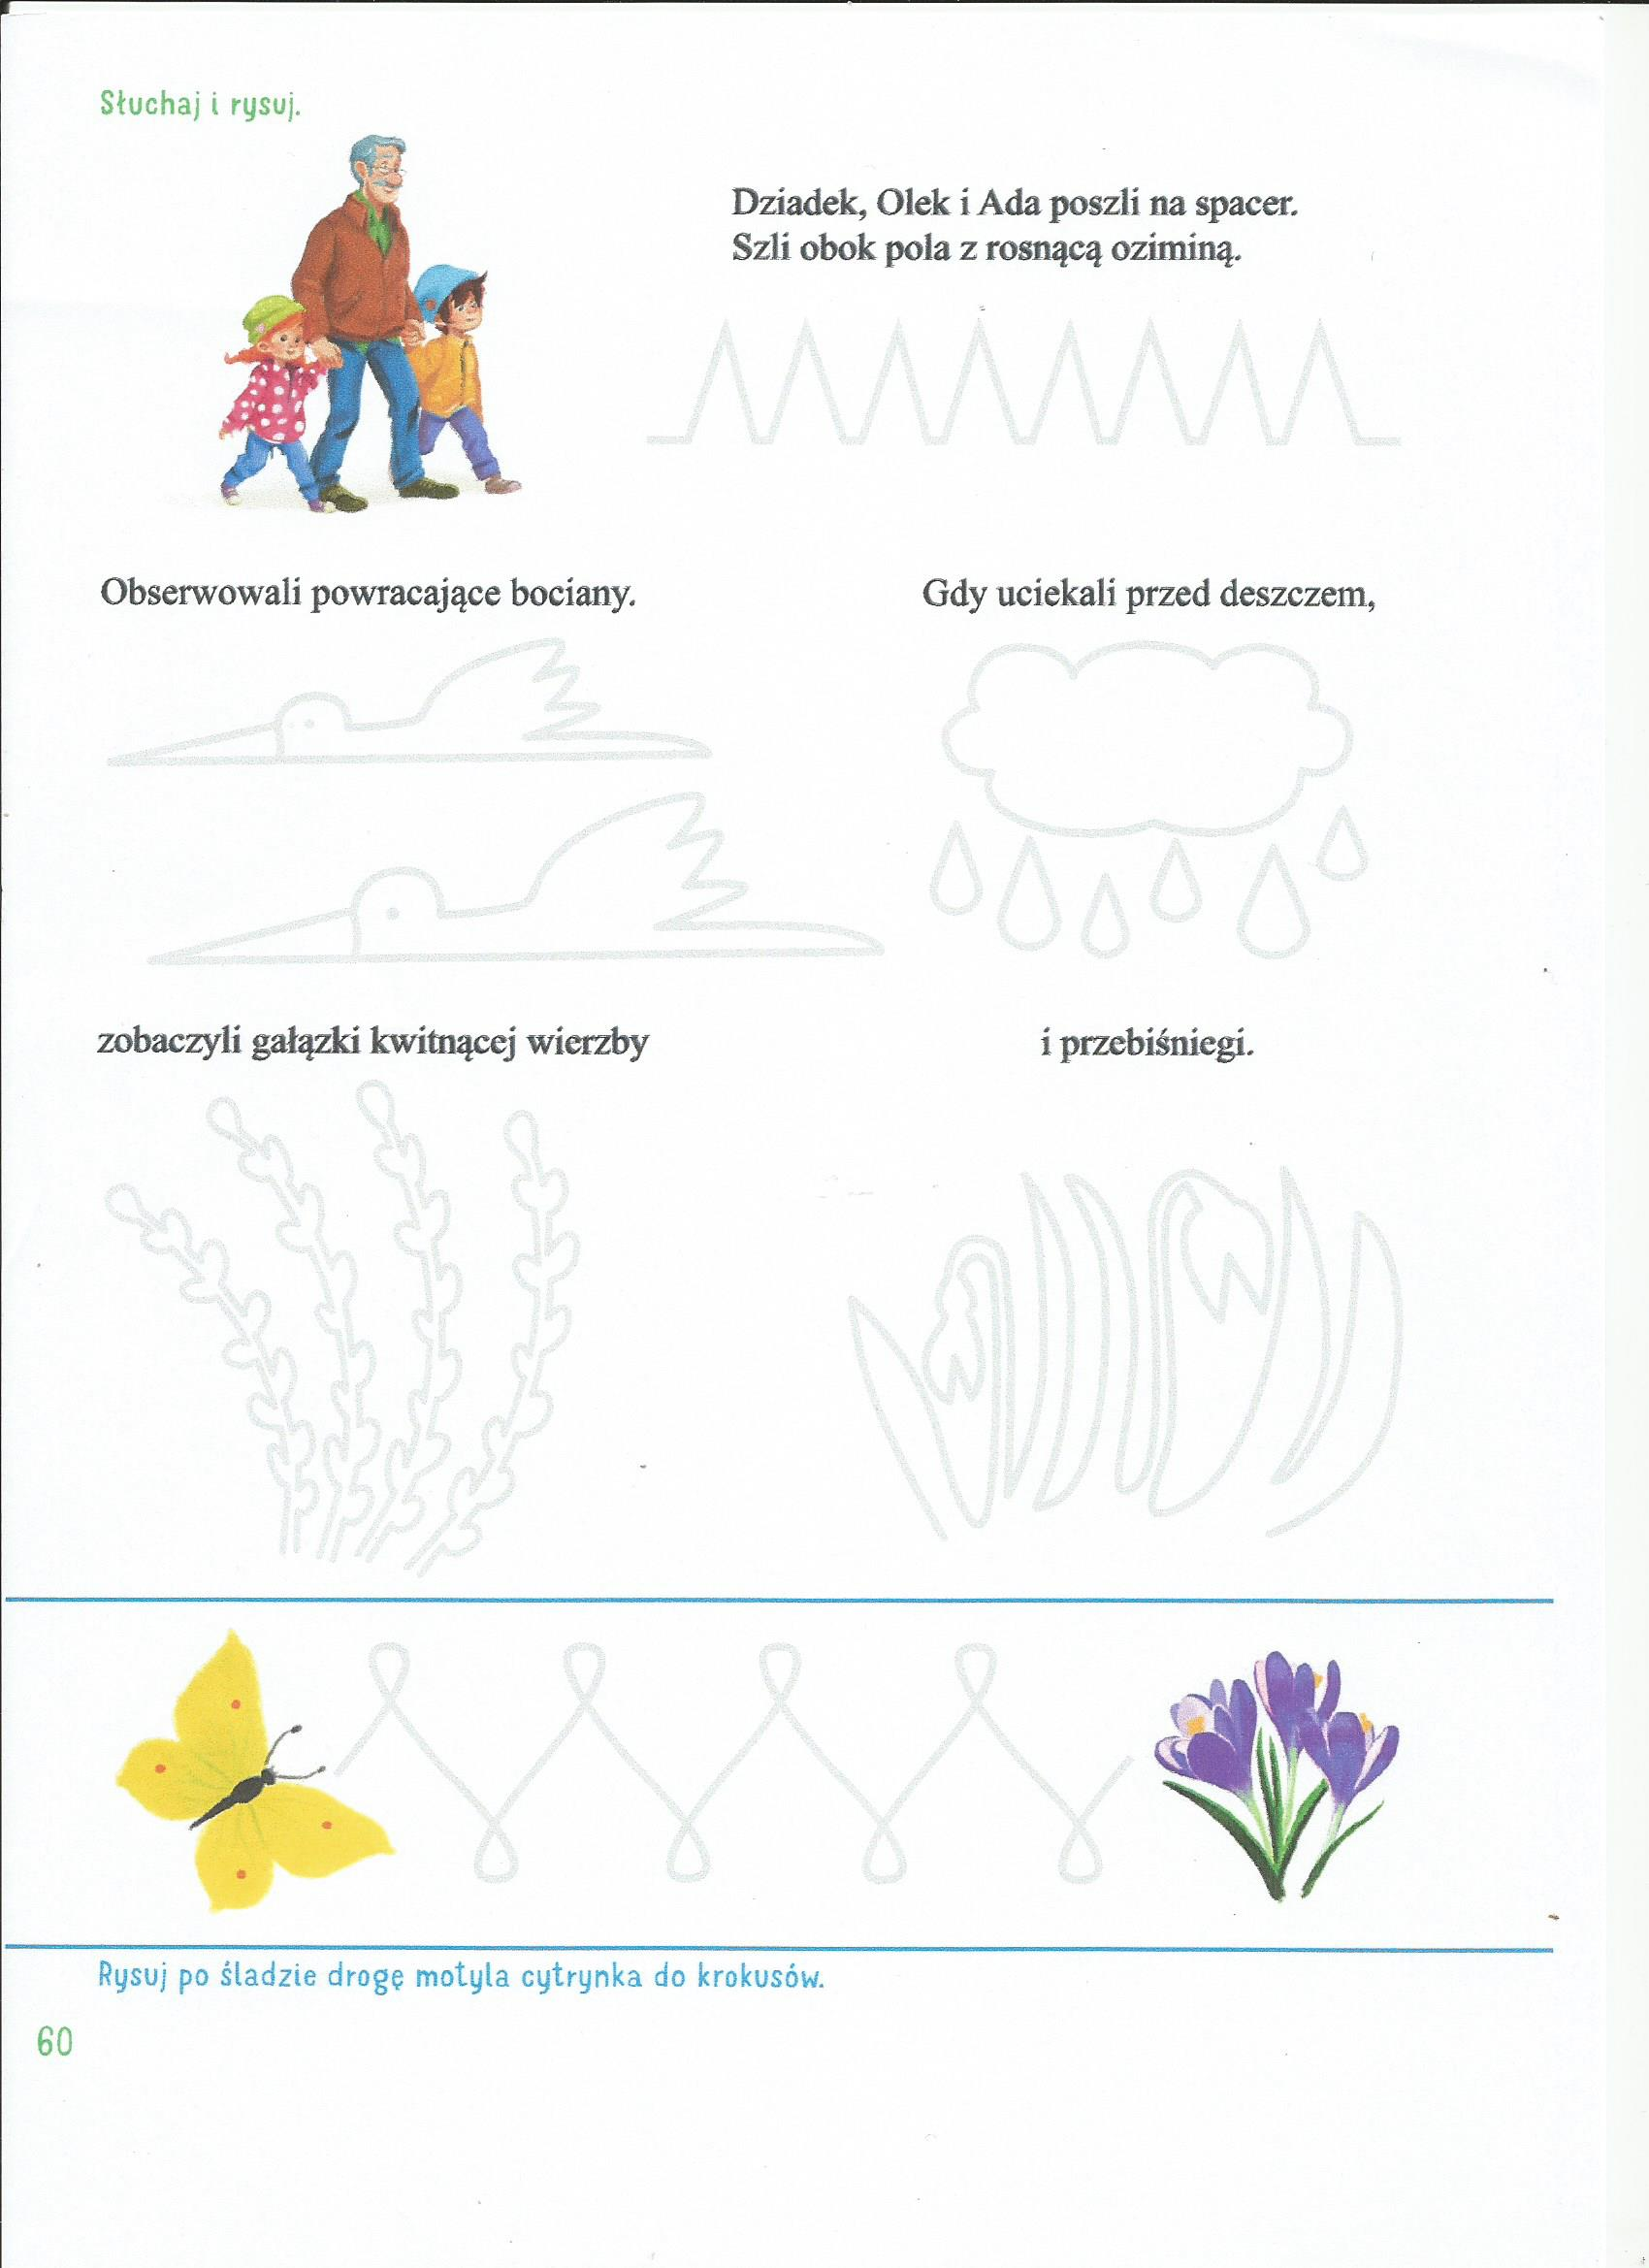 Słuchaj i rysuj.
Dziadek, Olek i Ada poszli na spacer.
Szli obok pola z rosnącą oziminą.
Obserwowali powracające bociany.
Gdy uciekali przed deszczem,
zobaczyli gałązki kwitnącej wierzby
i przebiśniegi.
Rysuj po śladzie drogę motyla cytrynka do krokusów.
60